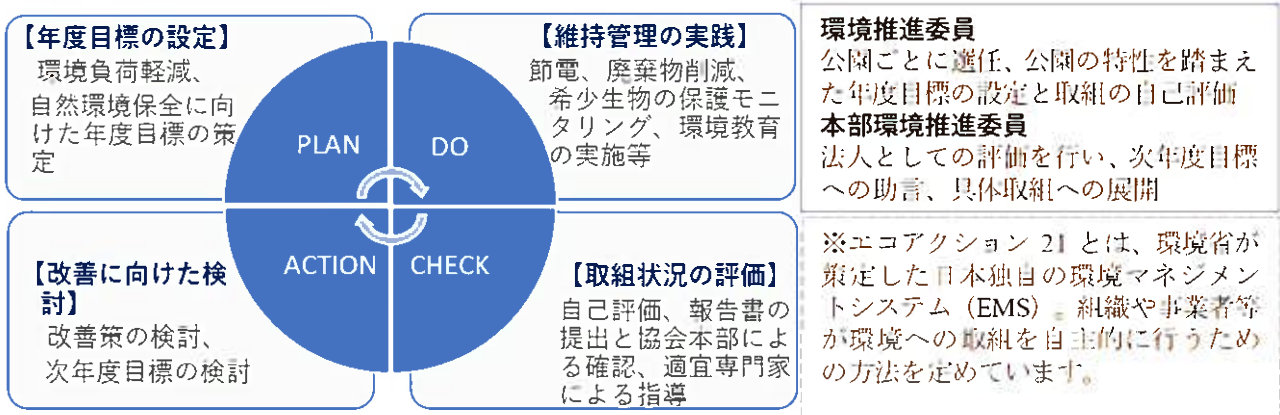 【年度目標の設定】
環境負荷軽減、
自然環境保全に向
けた年度目標の策
定
PLAN
【維持管理の実践】
節電、廃棄物削減、
希少生物の保護モニ
タリング、環境教育
の実施等
DO
【改善に向けた検
討】
改善策の検討、
次年度目標の検討
ACTION
【取組状況の評価】
自己評価、報告書の
提出と協会本部によ
る確認、適宜専門家
による指導
CHECK
環境推進委員
公園ごとに選任、公園の特性を踏まえ
た年度目標の設定と取組の自己評価
本部環境推進委員
法人としての評価を行い、次年度目標
への助言、具体取組への展開
※エコアクション 21 とは、環境省が
策定した日本独自の環境マネジメン
トシステム（EMS）。組織や事業者等
が環境への取組を自主的に行うため
の方法を定めています。